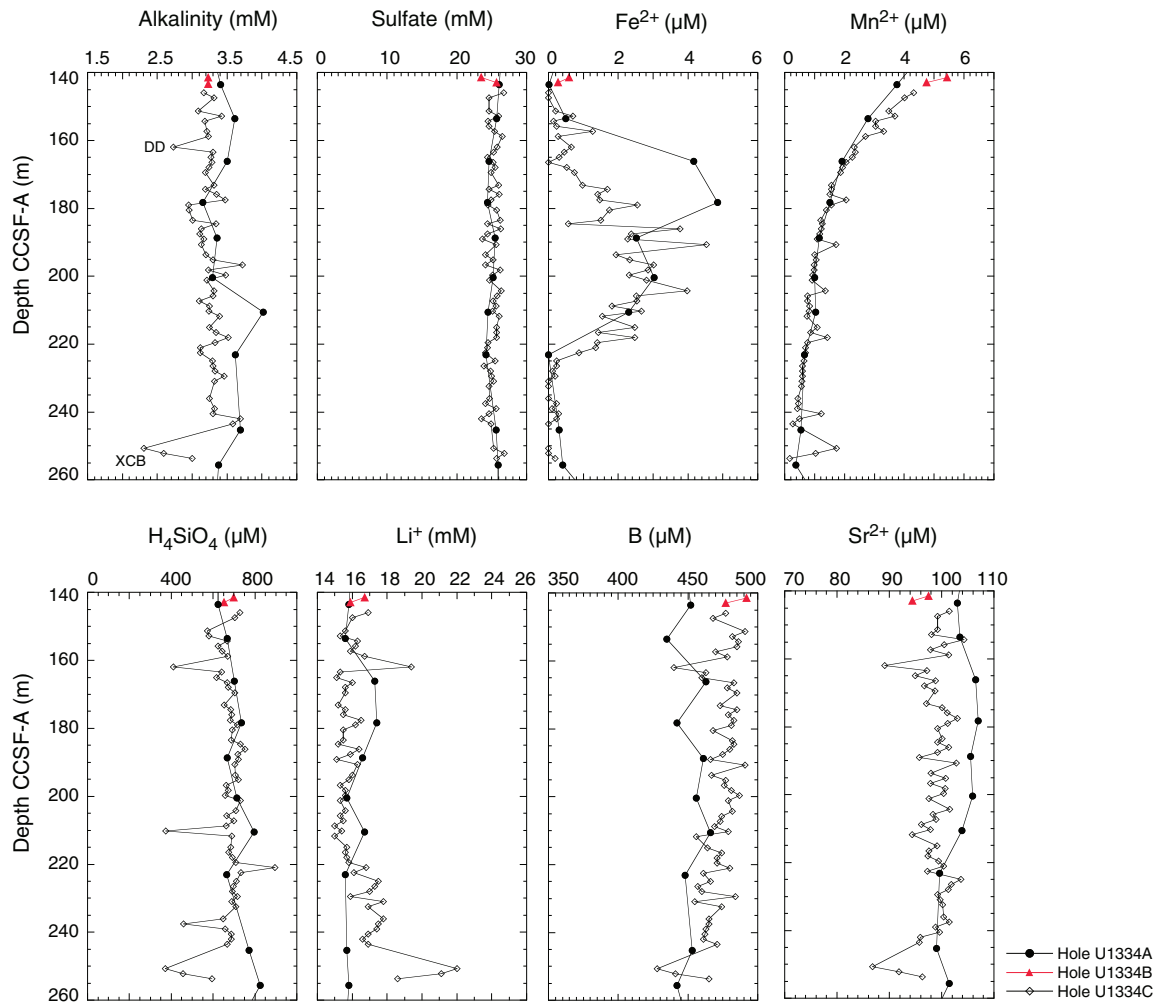 Alkalinity (mM) Sulfate (mM) Fe2+ (µM) Mn2+ (µM)
1.5 2.5 3.5 4.5 0 10 20 30 0 2 4 6 0 2 4 6
140
160
180
200
220
240
260
Depth CCSF-A (m)
DD
XCB
H4SiO4 (µM) Li+ (mM) B (µM) Sr2+ (µM)
0 400 800 14 16 18 20 22 24 26 350 400 450 500 70 80 90 100 110
140
160
180
200
220
240
260
Depth CCSF-A (m)
Hole U1334A
Hole U1334B
Hole U1334C